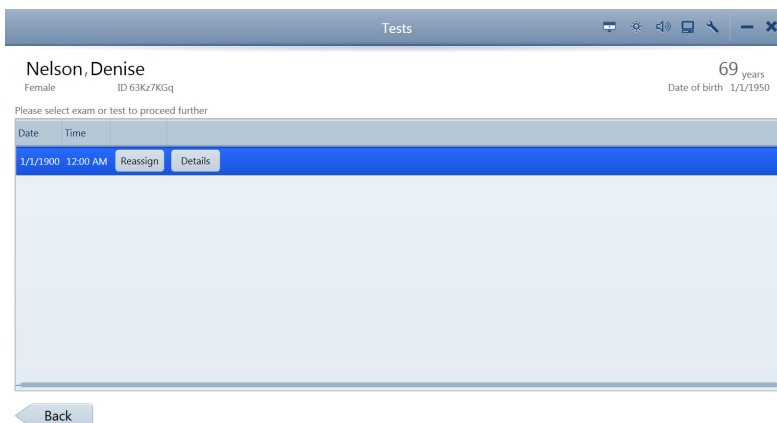 Tests
Nelson, Denise
69 years
Female ID 63Kz7KGq
Date of birth 1/1/1950
Please select exam or test to proceed further
Date Time
1/1/1900 12:00 AM Reassign Details
Back